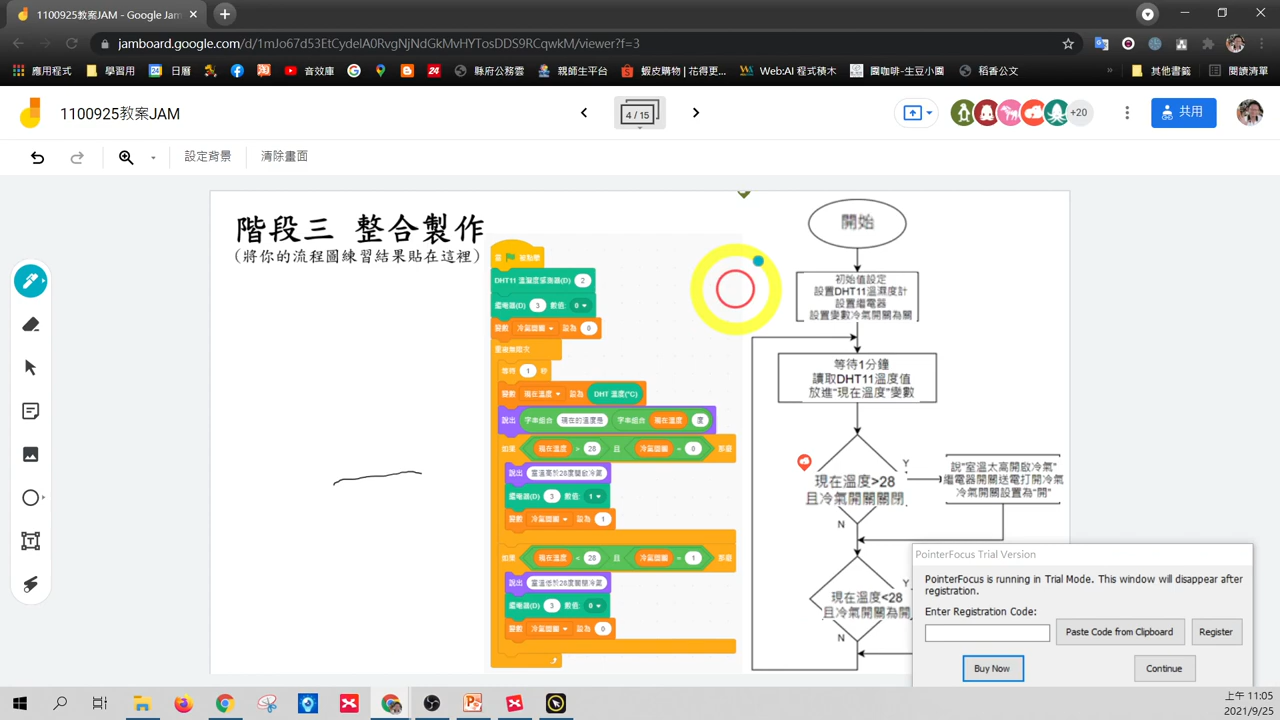 1100925教案JAM - Google Jam
jamboard.google.com/d/1mJo67d53EtCydeIA0RvgNjNdGkMvHYTosDDS9RCqwkM/viewer?f=3
應用程式 學習用 日曆 音效庫 縣府公務雲 親師生平台 蝦皮購物 | 花得更... Web:AI 程式積木 園咖啡-生豆小園 稻香公文 » 其他書籤 閱讀清單
1100925教案JAM
4 / 15
+20
共用
設定背景
清除畫面
階段三 整合製作
(將你的流程圖練習結果貼在這裡)
當 被點擊
DHT11 溫濕度感測器(D) 2
繼電器(D) 3 數值: 0
變數 冷氣開關 設為 0
重複無限次
等待 1 秒
變數 現在溫度 設為 DHT 溫度(°C)
說出 字串組合 現在的溫度是 字串組合 現在溫度 度
如果 現在溫度 > 28 且 冷氣開關 = 0 那麼
說出 室溫高於28度開啟冷氣
繼電器(D) 3 數值: 1
變數 冷氣開關 設為 1
如果 現在溫度 < 28 且 冷氣開關 = 1 那麼
說出 室溫低於28度關閉冷氣
繼電器(D) 3 數值: 0
變數 冷氣開關 設為 0
開始
初始值設定
設置DHT11溫濕度計
設置繼電器
設置變數冷氣開關為關
等待1分鐘
讀取DHT11溫度值
放進"現在溫度"變數
現在溫度>28
且冷氣開關關閉
Y
N
說"室溫太高開啟冷氣"
繼電器開關送電打開冷氣
冷氣開關設置為"開"
現在溫度<28
且冷氣開關為開
Y
N
PointerFocus Trial Version
PointerFocus is running in Trial Mode. This window will disappear after
registration.
Enter Registration Code:
Paste Code from Clipboard
Register
Buy Now
Continue
上午 11:05
2021/9/25